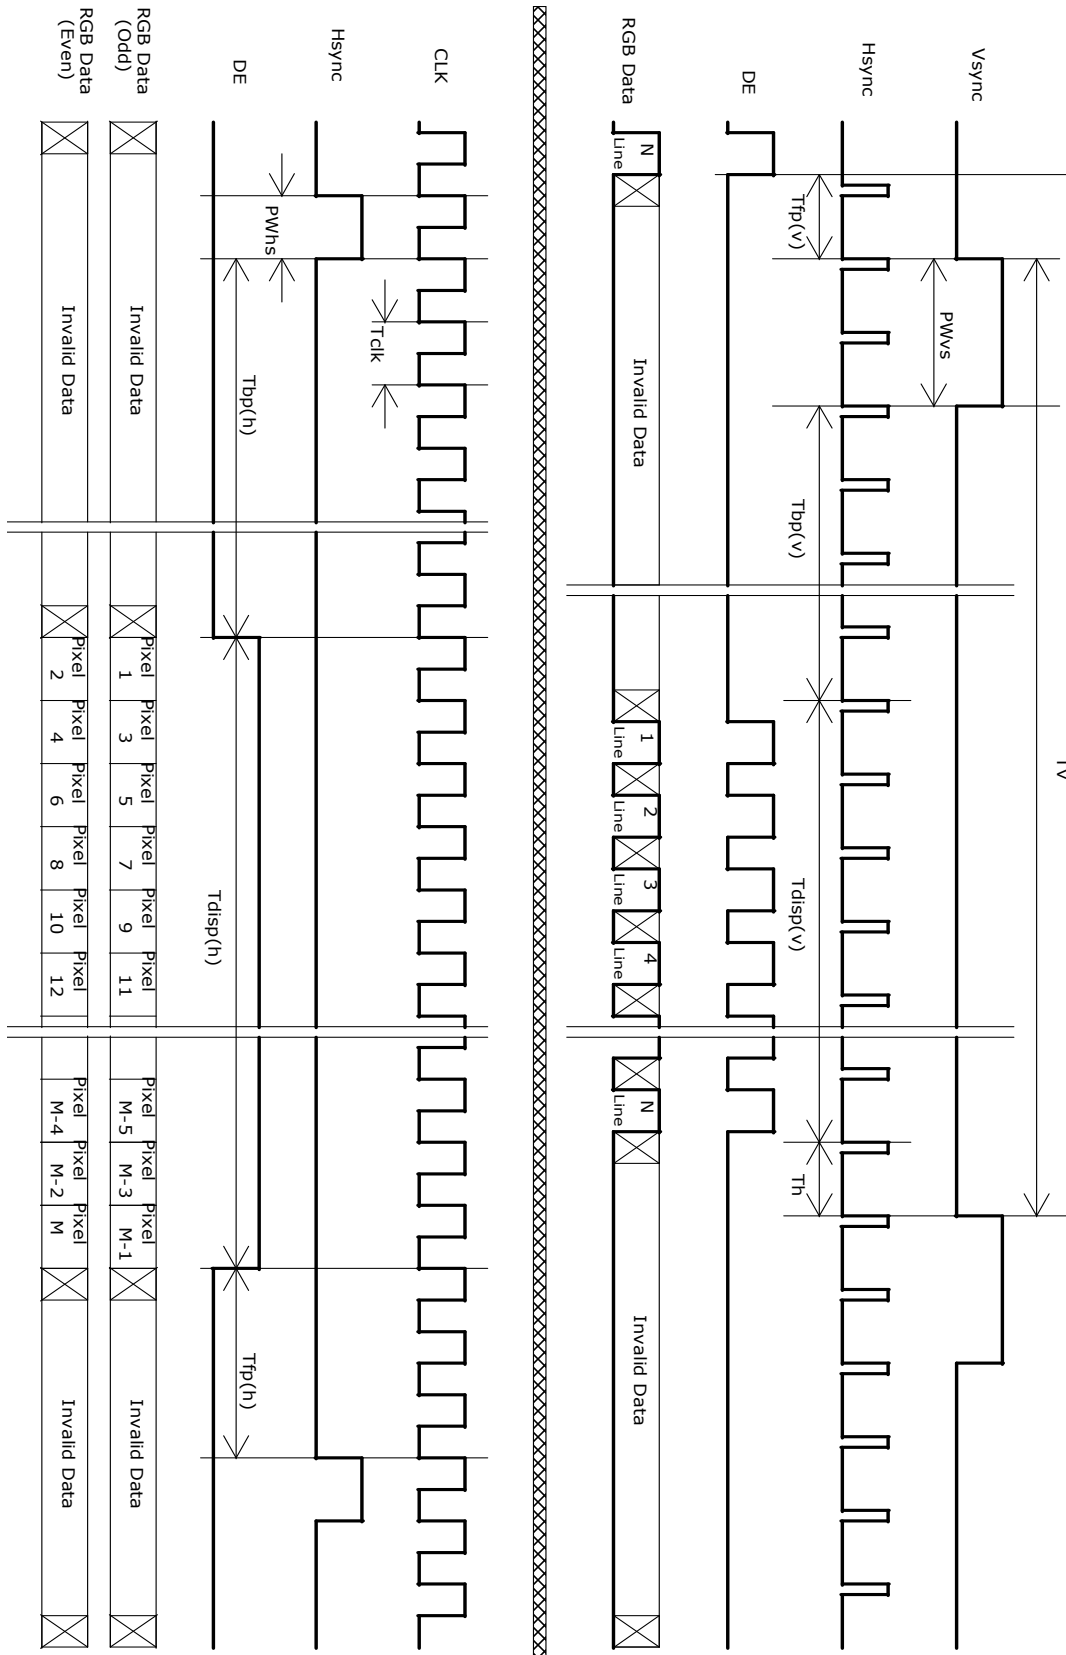 Vsync
Tv
PWvs
Hsync
Tfp(v)
Tbp(v)
Tdisp(v)
Th
DE
RGB Data
N
Line
Invalid Data
1
Line
2
Line
3
Line
4
Line
N
Line
Invalid Data
CLK
Tclk
Hsync
PWhs
DE
Tbp(h)
Tdisp(h)
Tfp(h)
RGB Data
(Odd)
Invalid Data
Pixel
1
Pixel
3
Pixel
5
Pixel
7
Pixel
9
Pixel
11
Pixel
M-5
Pixel
M-3
Pixel
M-1
Invalid Data
RGB Data
(Even)
Invalid Data
Pixel
2
Pixel
4
Pixel
6
Pixel
8
Pixel
10
Pixel
12
Pixel
M-4
Pixel
M-2
Pixel
M
Invalid Data